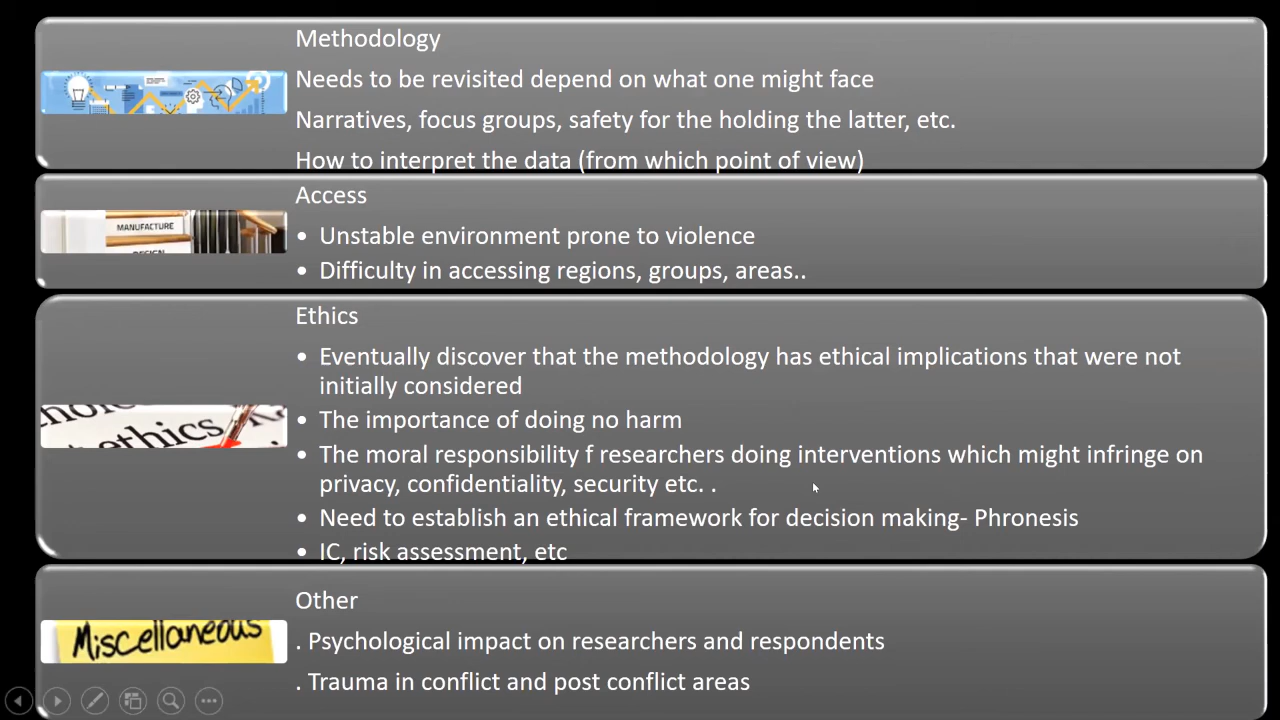 Methodology
Needs to be revisited depend on what one might face
Narratives, focus groups, safety for the holding the latter, etc.
How to interpret the data (from which point of view)
MANUFACTURE
DESIGN
Access
• Unstable environment prone to violence
• Difficulty in accessing regions, groups, areas..
ethics
Ethics
• Eventually discover that the methodology has ethical implications that were not
initially considered
• The importance of doing no harm
• The moral responsibility f researchers doing interventions which might infringe on
privacy, confidentiality, security etc. .
• Need to establish an ethical framework for decision making- Phronesis
• IC, risk assessment, etc
Miscellaneous
Other
. Psychological impact on researchers and respondents
. Trauma in conflict and post conflict areas